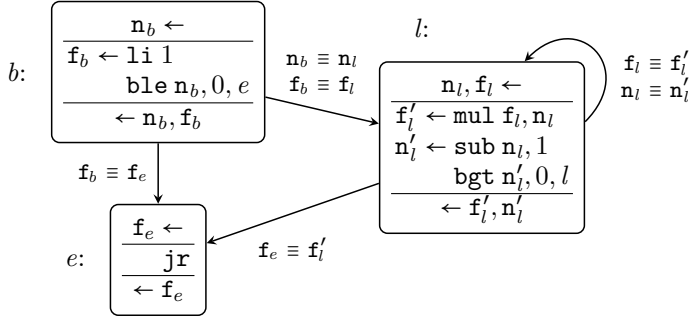 b:
n_b ←
f_b ← li 1
ble n_b, 0, e
← n_b, f_b
n_b ≡ n_l
f_b ≡ f_l
l:
n_l, f_l ←
f′_l ← mul f_l, n_l
n′_l ← sub n_l, 1
bgt n′_l, 0, l
← f′_l, n′_l
f_l ≡ f′_l
n_l ≡ n′_l
f_b ≡ f_e
e:
f_e ←
jr
← f_e
f_e ≡ f′_l